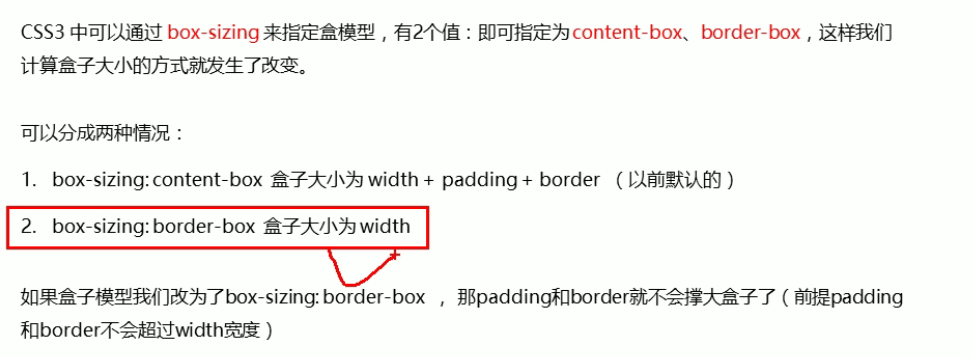 CSS3 中可以通过 box-sizing 来指定盒模型，有2个值：即可指定为content-box、border-box，这样我们
计算盒子大小的方式就发生了改变。
可以分成两种情况：
1. box-sizing: content-box 盒子大小为 width + padding + border （以前默认的）
2. box-sizing: border-box 盒子大小为 width
如果盒子模型我们改为了box-sizing: border-box ，那padding和border就不会撑大盒子了（前提padding
和border不会超过width宽度）